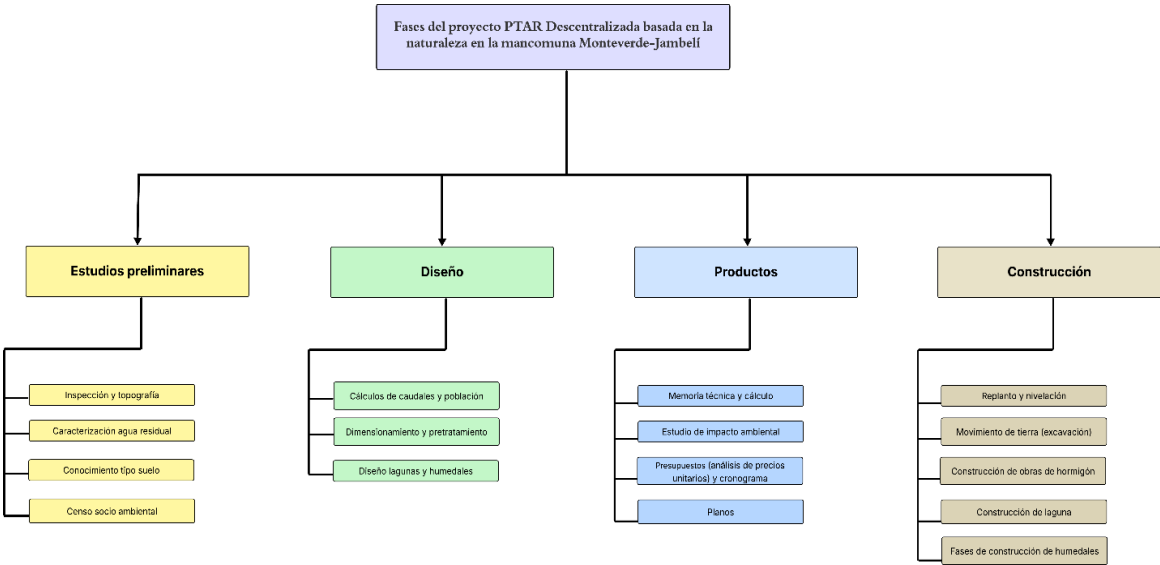 Fases del proyecto PTAR Descentralizada basada en la
naturaleza en la mancomuna Monteverde-Jambelí
Estudios preliminares
Inspección y topografía
Caracterización agua residual
Conocimiento tipo suelo
Censo socio ambiental
Diseño
Cálculos de caudales y población
Dimensionamiento y pretratamiento
Diseño lagunas y humedales
Productos
Memoria técnica y cálculo
Estudio de impacto ambiental
Presupuestos (análisis de precios
unitarios) y cronograma
Planos
Construcción
Replanto y nivelación
Movimiento de tierra (excavación)
Construcción de obras de hormigón
Construcción de laguna
Fases de construcción de humedales